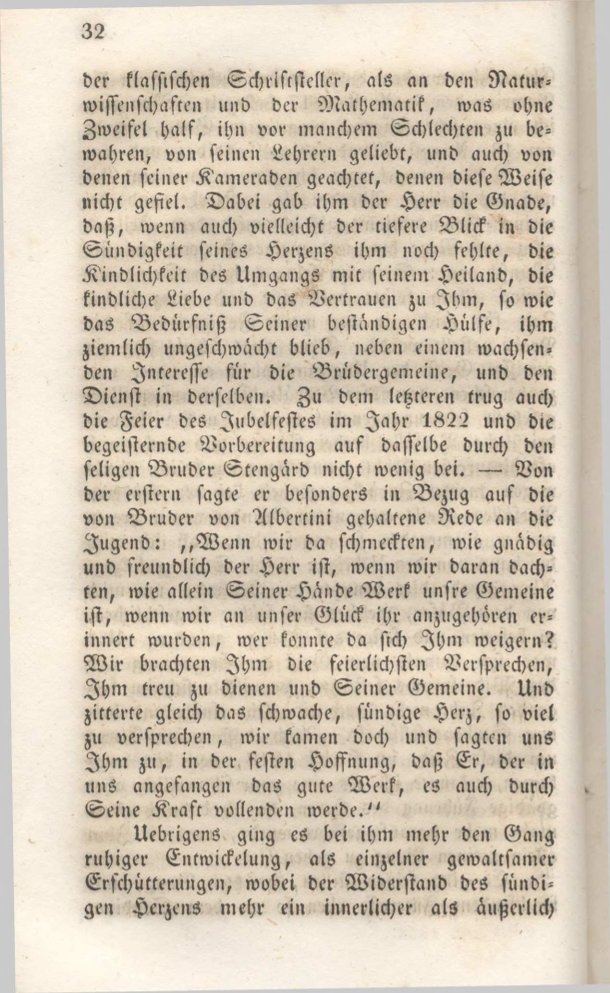 32
der klassischen Schriftsteller, als an den Natur-
wissenschaften und der Mathematik, was ohne
Zweifel half, ihn vor manchem Schlechten zu be-
wahren, von seinen Lehrern geliebt, und auch von
denen seiner Kameraden geachtet, denen diese Weise
nicht gefiel. Dabei gab ihm der Herr die Gnade,
daß, wenn auch vielleicht der tiefere Blick in die
Sündigkeit seines Herzens ihm noch fehlte, die
Kindlichkeit des Umgangs mit seinem Heiland, die
kindliche Liebe und das Vertrauen zu Ihm, so wie
das Bedürfniß Seiner beständigen Hülfe, ihm
ziemlich ungeschwächt blieb, neben einem wachsen-
den Interesse für die Brüdergemeine, und den
Dienst in derselben. Zu dem letzteren trug auch
die Feier des Jubelfestes im Jahr 1822 und die
begeisternde Vorbereitung auf dasselbe durch den
seligen Bruder Stengård nicht wenig bei. — Von
der erstern sagte er besonders in Bezug auf die
von Bruder von Albertini gehaltene Rede an die
Jugend: „Wenn wir da schmeckten, wie gnädig
und freundlich der Herr ist, wenn wir daran dach-
ten, wie allein Seiner Hände Werk unsre Gemeine
ist, wenn wir an unser Glück ihr anzugehören er-
innert wurden, wer konnte da sich Ihm weigern?
Wir brachten Ihm die feierlichsten Versprechen,
Ihm treu zu dienen und Seiner Gemeine. Und
zitterte gleich das schwache, sündige Herz, so viel
zu versprechen, wir kamen doch und sagten uns
Ihm zu, in der festen Hoffnung, daß Er, der in
uns angefangen das gute Werk, es auch durch
Seine Kraft vollenden werde.“
Uebrigens ging es bei ihm mehr den Gang
ruhiger Entwickelung, als einzelner gewaltsamer
Erschütterungen, wobei der Widerstand des sündi-
gen Herzens mehr ein innerlicher als äußerlich